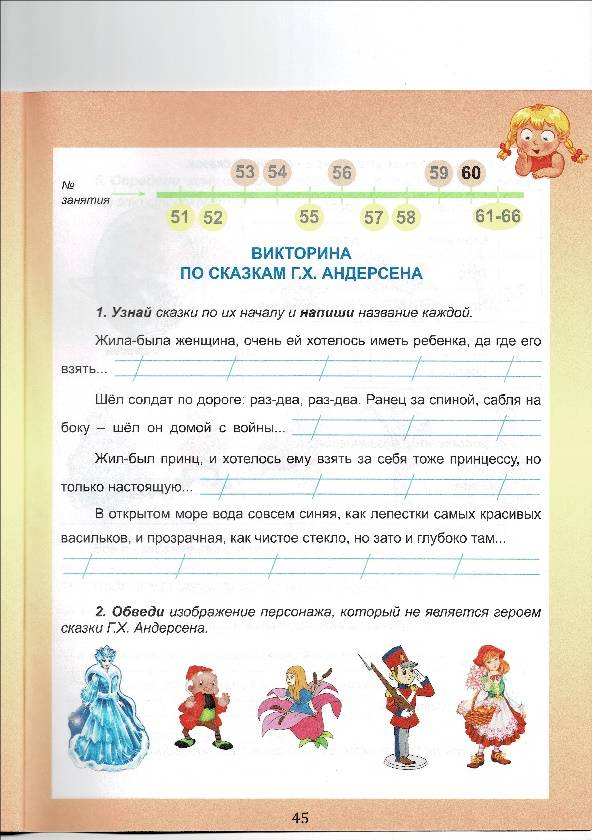 53 54 56 59 60
№
занятия
51 52 55 57 58 61-66
ВИКТОРИНА
ПО СКАЗКАМ Г.Х. АНДЕРСЕНА
1. Узнай сказки по их началу и напиши название каждой.
Жила-была женщина, очень ей хотелось иметь ребенка, да где его
взять...
Шёл солдат по дороге: раз-два, раз-два. Ранец за спиной, сабля на
боку – шёл он домой с войны...
Жил-был принц, и хотелось ему взять за себя тоже принцессу, но
только настоящую...
В открытом море вода совсем синяя, как лепестки самых красивых
васильков, и прозрачная, как чистое стекло, но зато и глубоко там...
2. Обведи изображение персонажа, который не является героем
сказки Г.Х. Андерсена.
45